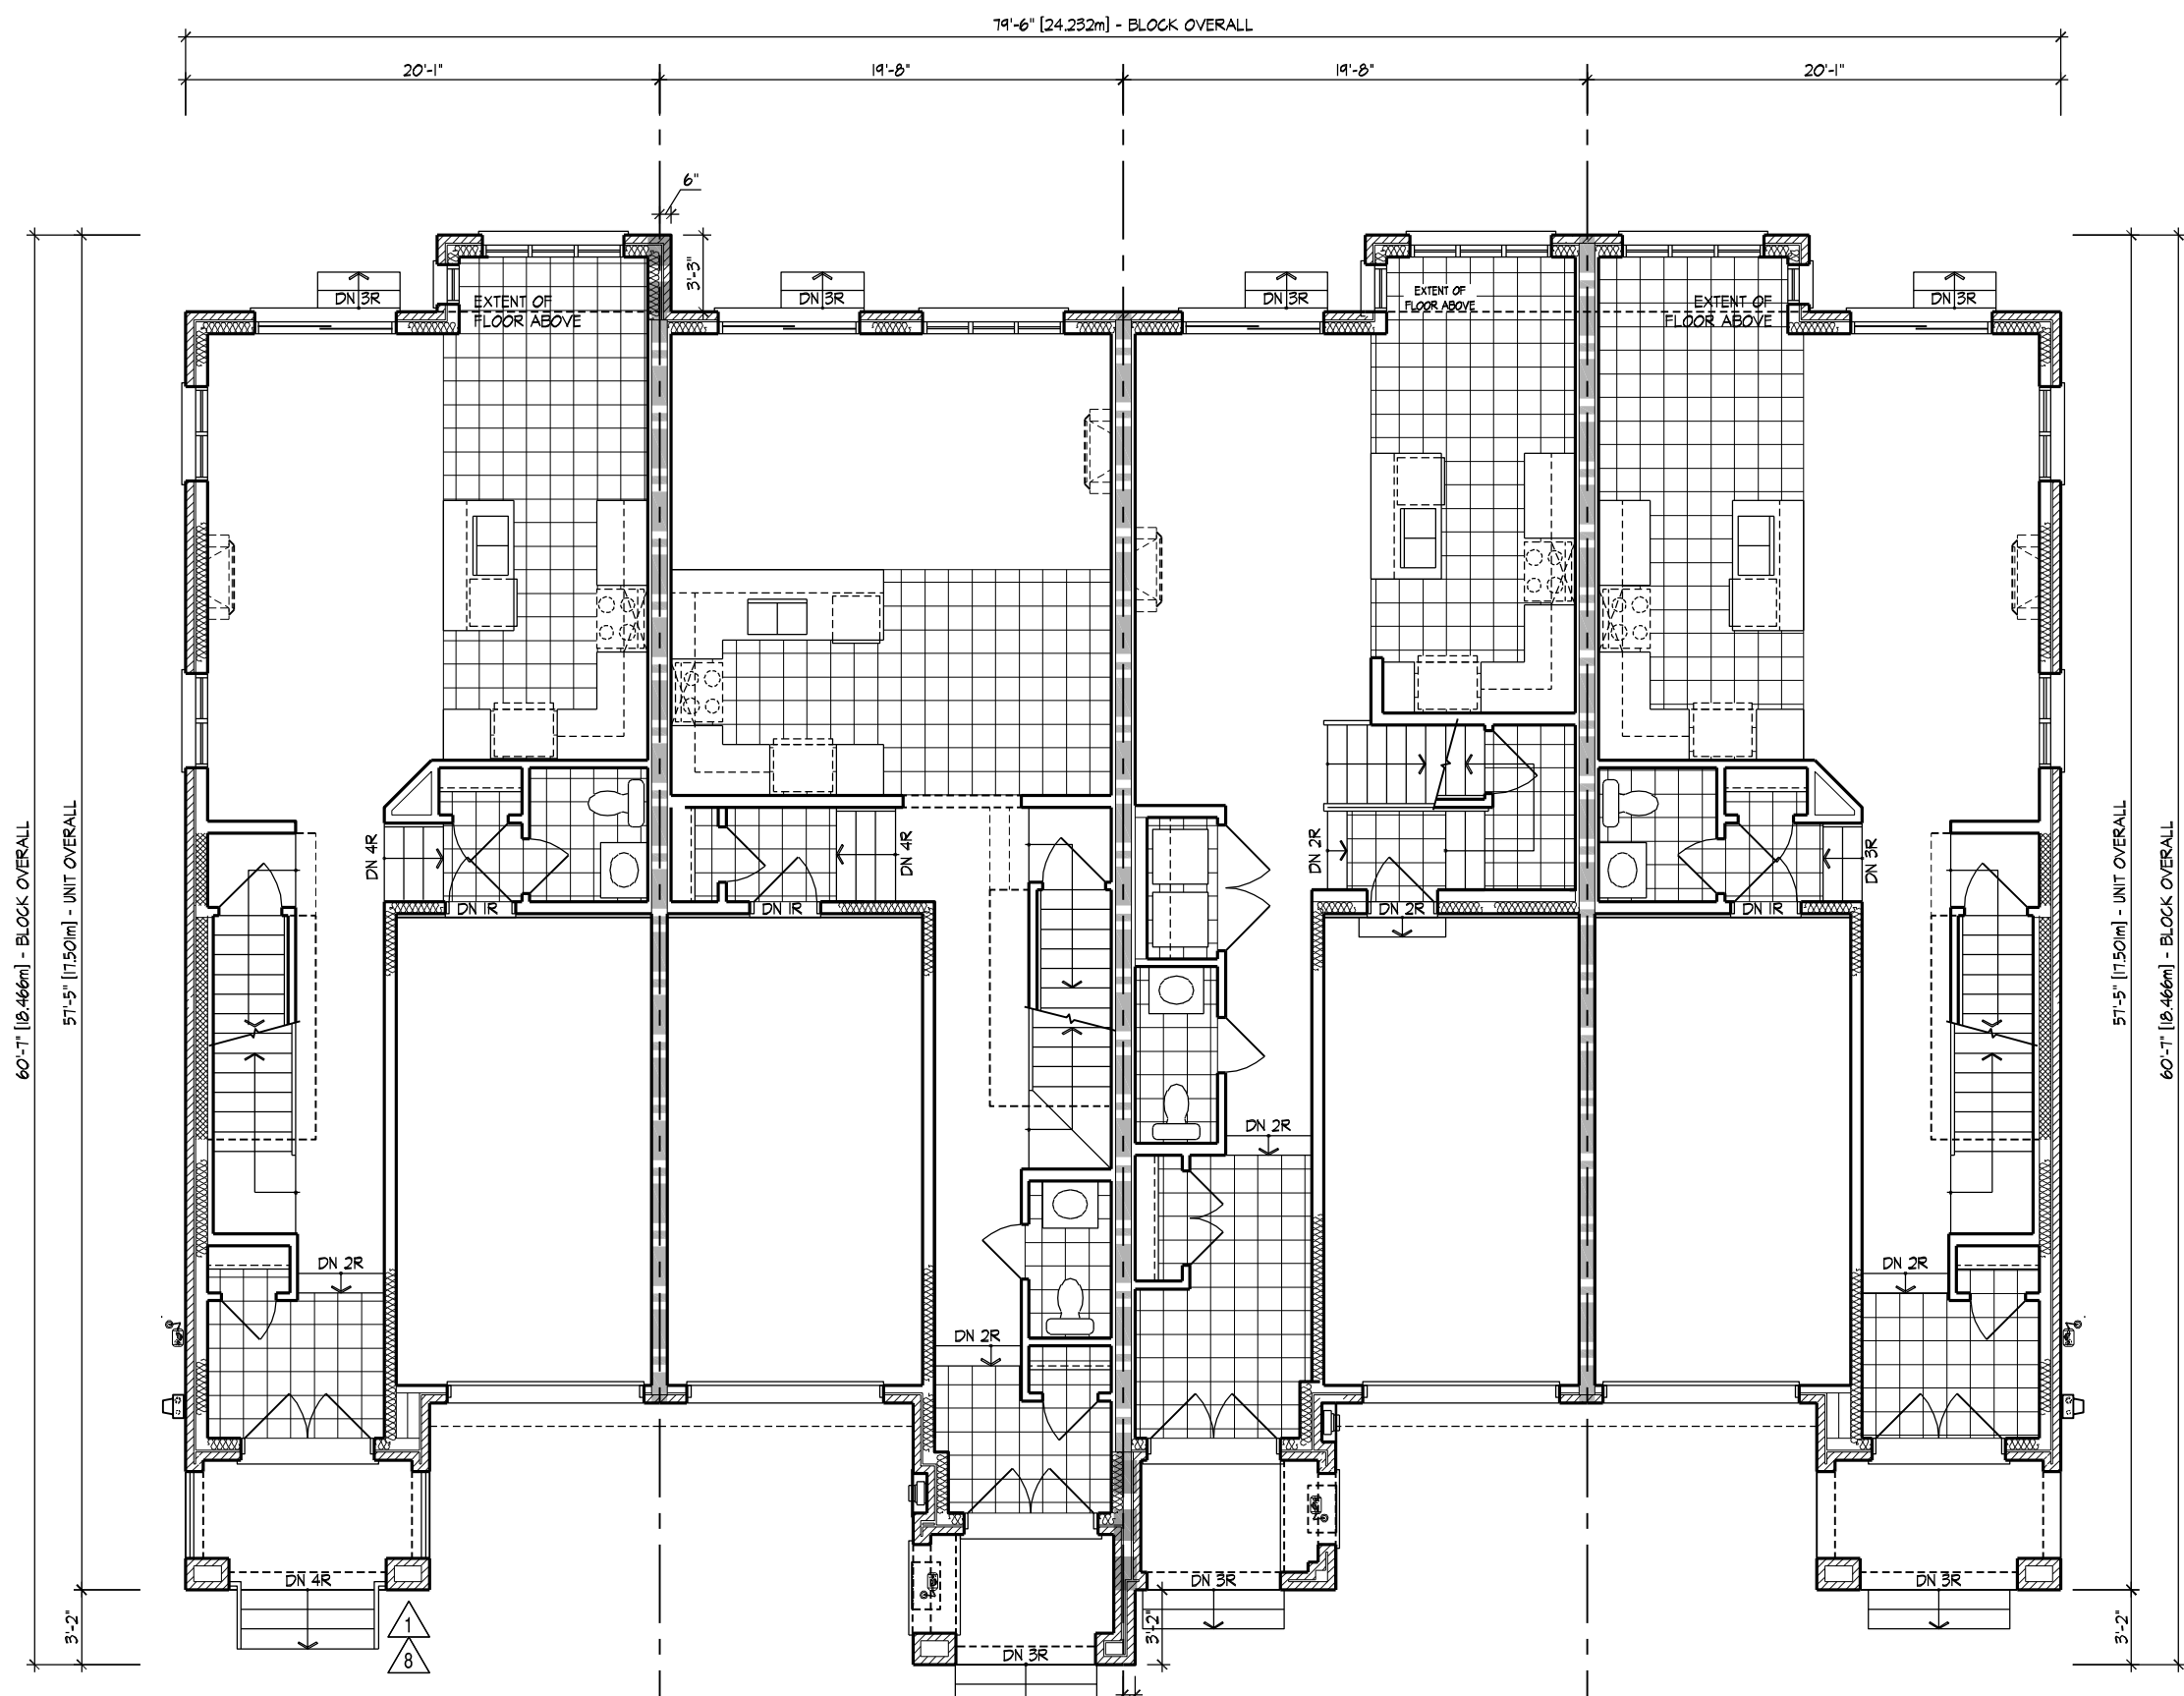 79'-6" [24.232m] - BLOCK OVERALL
20'-1"
19'-8"
19'-8"
20'-1"
6"
3'-3"
DN 3R
DN 3R
DN 3R
DN 3R
EXTENT OF
FLOOR ABOVE
EXTENT OF
FLOOR ABOVE
EXTENT OF
FLOOR ABOVE
60'-7" [18.466m] - BLOCK OVERALL
57'-5" [17.501m] - UNIT OVERALL
57'-5" [17.501m] - UNIT OVERALL
60'-7" [18.466m] - BLOCK OVERALL
DN 4R
DN 4R
DN 2R
DN 3R
DN 1R
DN 1R
DN 2R
DN 1R
DN 2R
DN 2R
DN 2R
DN 2R
DN 4R
DN 3R
DN 3R
DN 3R
3'-2"
3'-2"
3'-2"
1
8